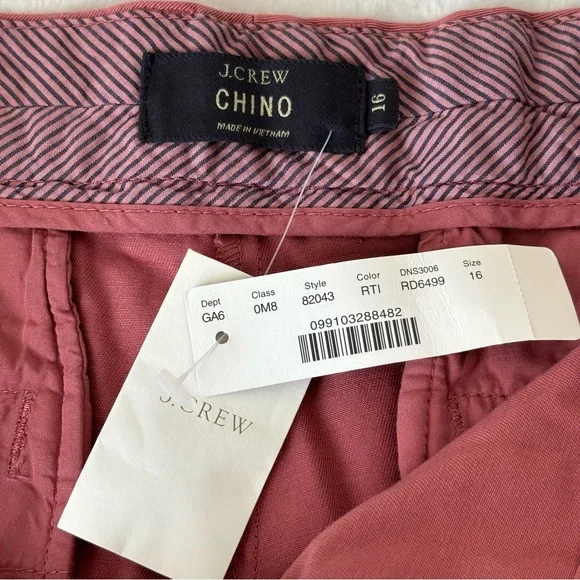 J.CREW
CHINO
MADE IN VIETNAM
16
Dept Class Style Color DNS3006 Size
GA6 0M8 82043 RTI RD6499 16
099103288482
J.CREW